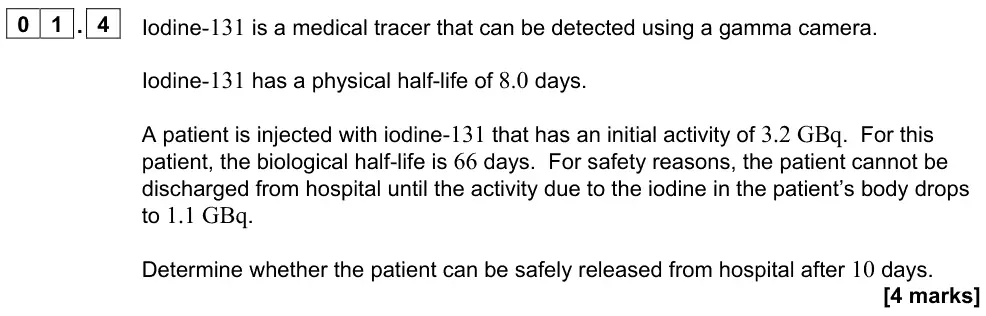 0 1 . 4 Iodine-131 is a medical tracer that can be detected using a gamma camera.
Iodine-131 has a physical half-life of 8.0 days.
A patient is injected with iodine-131 that has an initial activity of 3.2 GBq. For this
patient, the biological half-life is 66 days. For safety reasons, the patient cannot be
discharged from hospital until the activity due to the iodine in the patient's body drops
to 1.1 GBq.
Determine whether the patient can be safely released from hospital after 10 days.
[4 marks]